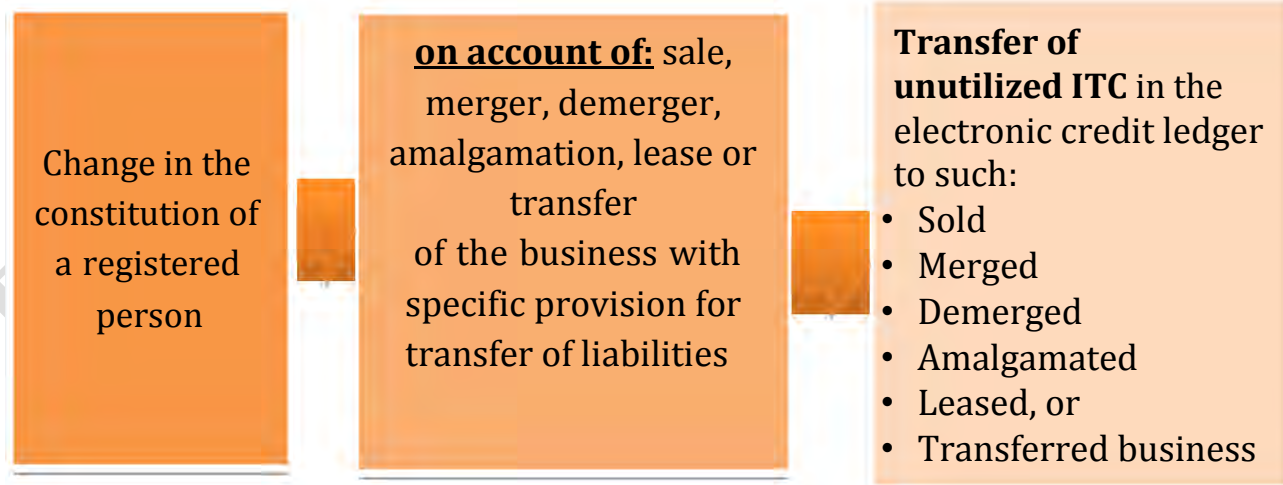 Change in the
constitution of
a registered
person
on account of: sale,
merger, demerger,
amalgamation, lease or
transfer
of the business with
specific provision for
transfer of liabilities
Transfer of
unutilized ITC in the
electronic credit ledger
to such:
• Sold
• Merged
• Demerged
• Amalgamated
• Leased, or
• Transferred business